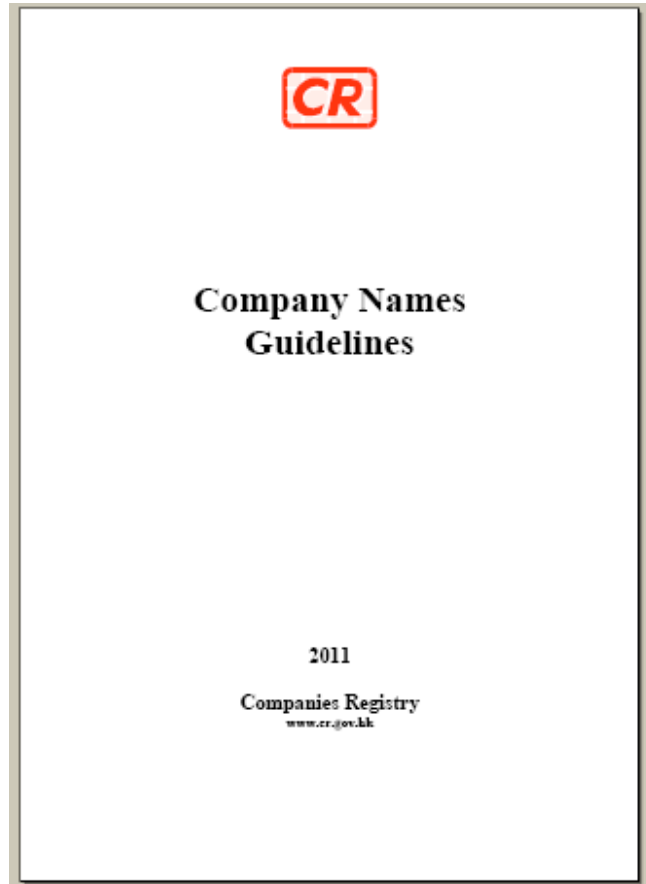 CR
Company Names
Guidelines
2011
Companies Registry
www.cr.gov.hk